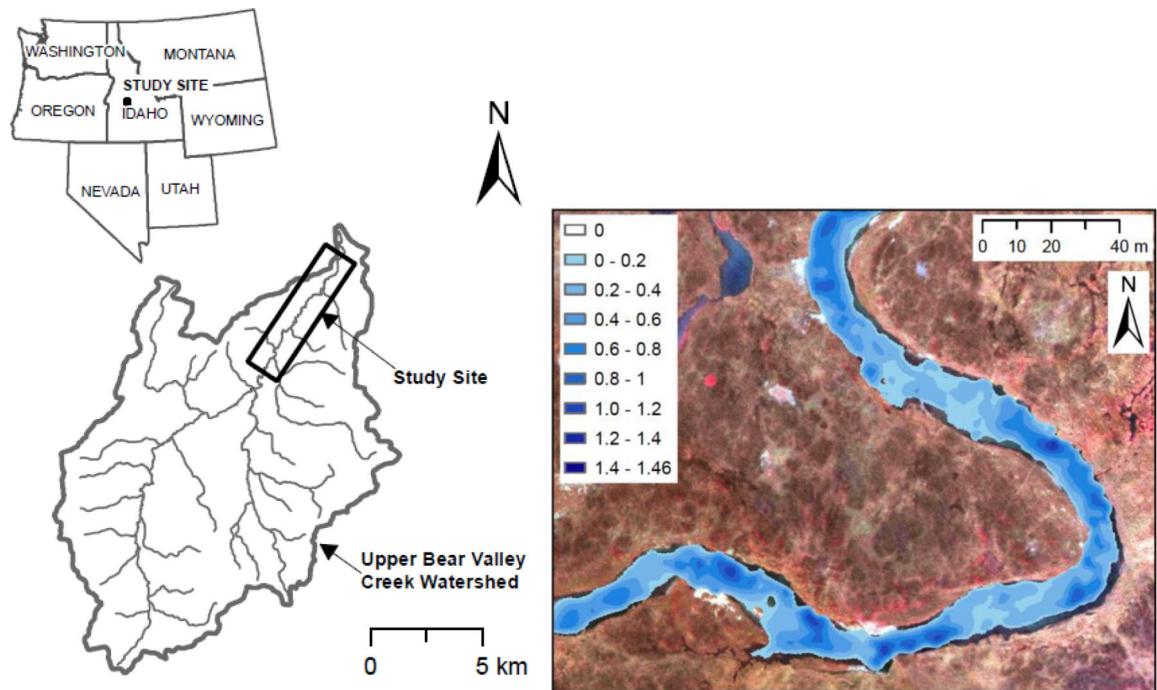 WASHINGTON
MONTANA
STUDY SITE
OREGON
IDAHO
WYOMING
NEVADA
UTAH
N
Study Site
Upper Bear Valley
Creek Watershed
0 5 km
0
0 - 0.2
0.2 - 0.4
0.4 - 0.6
0.6 - 0.8
0.8 - 1
1.0 - 1.2
1.2 - 1.4
1.4 - 1.46
0 10 20 40 m
N